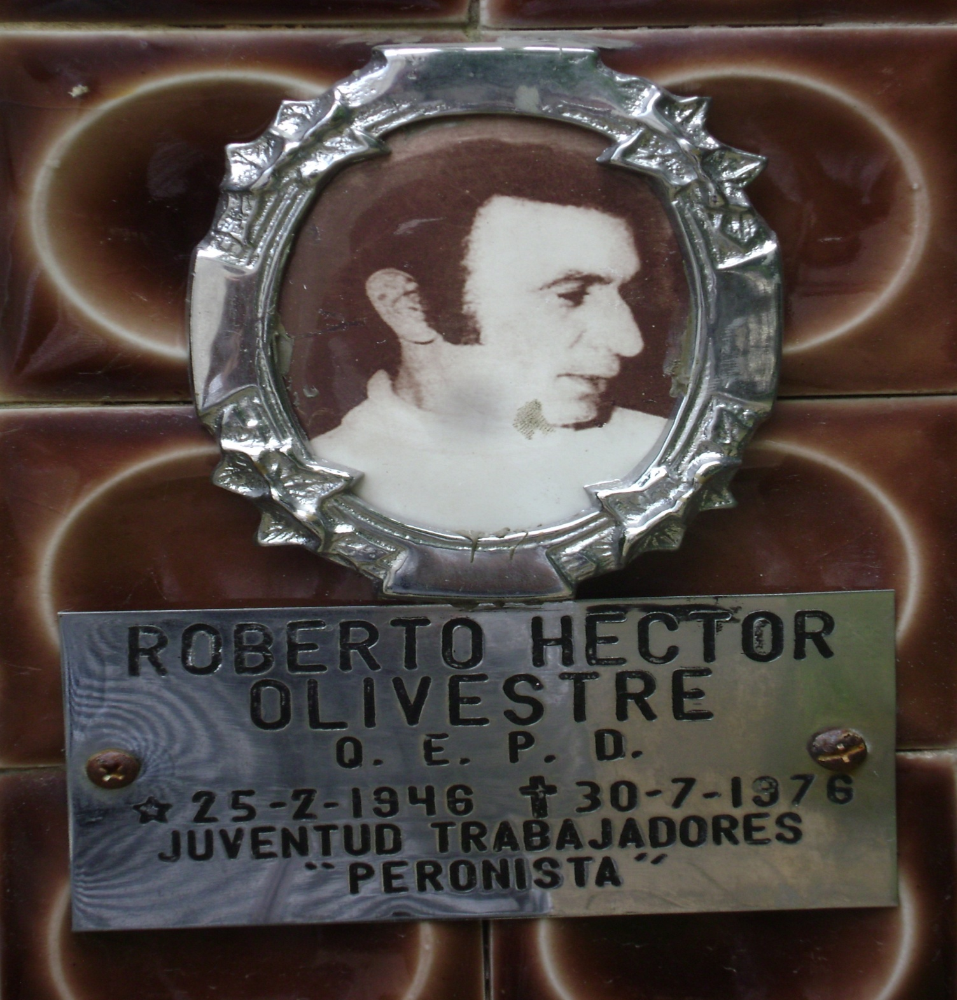 ROBERTO HECTOR
OLIVESTRE
Q. E. P. D.
☆ 25-2-1946 ✝ 30-7-1976
JUVENTUD TRABAJADORES
"PERONISTA"